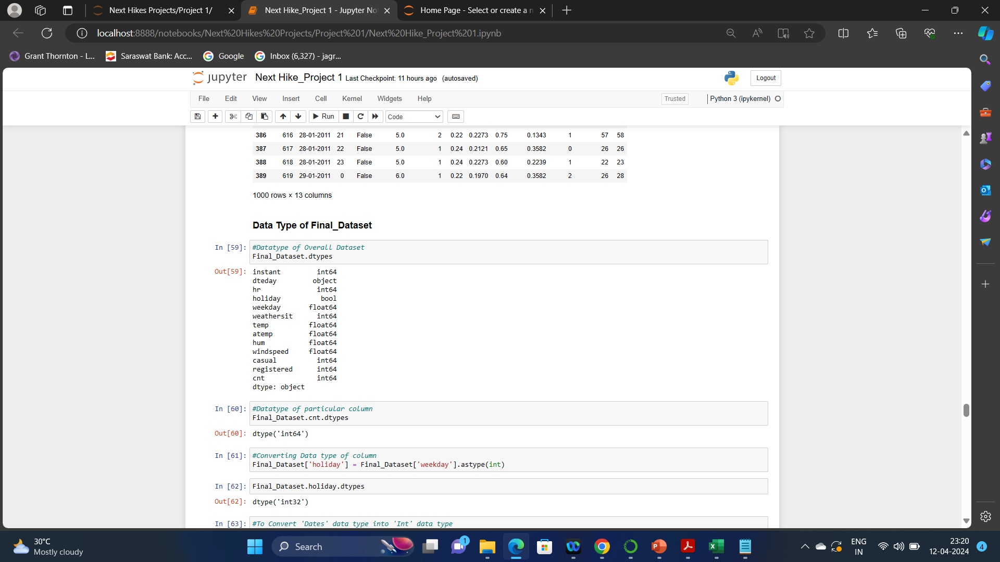 Next Hikes Projects/Project 1/
Next Hike_Project 1 - Jupyter No
Home Page - Select or create a n
localhost:8888/notebooks/Next%20Hikes%20Projects/Project%201/Next%20Hike_Project%201.ipynb
Grant Thornton - L...
Saraswat Bank: Acc...
Google
Inbox (6,327) - jagr...
jupyter Next Hike_Project 1 Last Checkpoint: 11 hours ago (autosaved)
Logout
File Edit View Insert Cell Kernel Widgets Help
Trusted
Python 3 (ipykernel)
Run
Code
386 616 28-01-2011 21 False 5.0 2 0.22 0.2273 0.75 0.1343 1 57 58
387 617 28-01-2011 22 False 5.0 1 0.24 0.2121 0.65 0.3582 0 26 26
388 618 28-01-2011 23 False 5.0 1 0.24 0.2273 0.60 0.2239 1 22 23
389 619 29-01-2011 0 False 6.0 1 0.22 0.1970 0.64 0.3582 2 26 28
1000 rows × 13 columns
Data Type of Final_Dataset
In [59]: #Datatype of Overall Dataset
Final_Dataset.dtypes
Out[59]: instant int64
dteday object
hr int64
holiday bool
weekday float64
weathersit int64
temp float64
atemp float64
hum float64
windspeed float64
casual int64
registered int64
cnt int64
dtype: object
In [60]: #Datatype of particular column
Final_Dataset.cnt.dtypes
Out[60]: dtype('int64')
In [61]: #Converting Data type of column
Final_Dataset['holiday'] = Final_Dataset['weekday'].astype(int)
In [62]: Final_Dataset.holiday.dtypes
Out[62]: dtype('int32')
In [63]: #To Convert 'Dates' data type into 'Int' data type
30°C
Mostly cloudy
Search
1
ENG
IN
23:20
12-04-2024
4